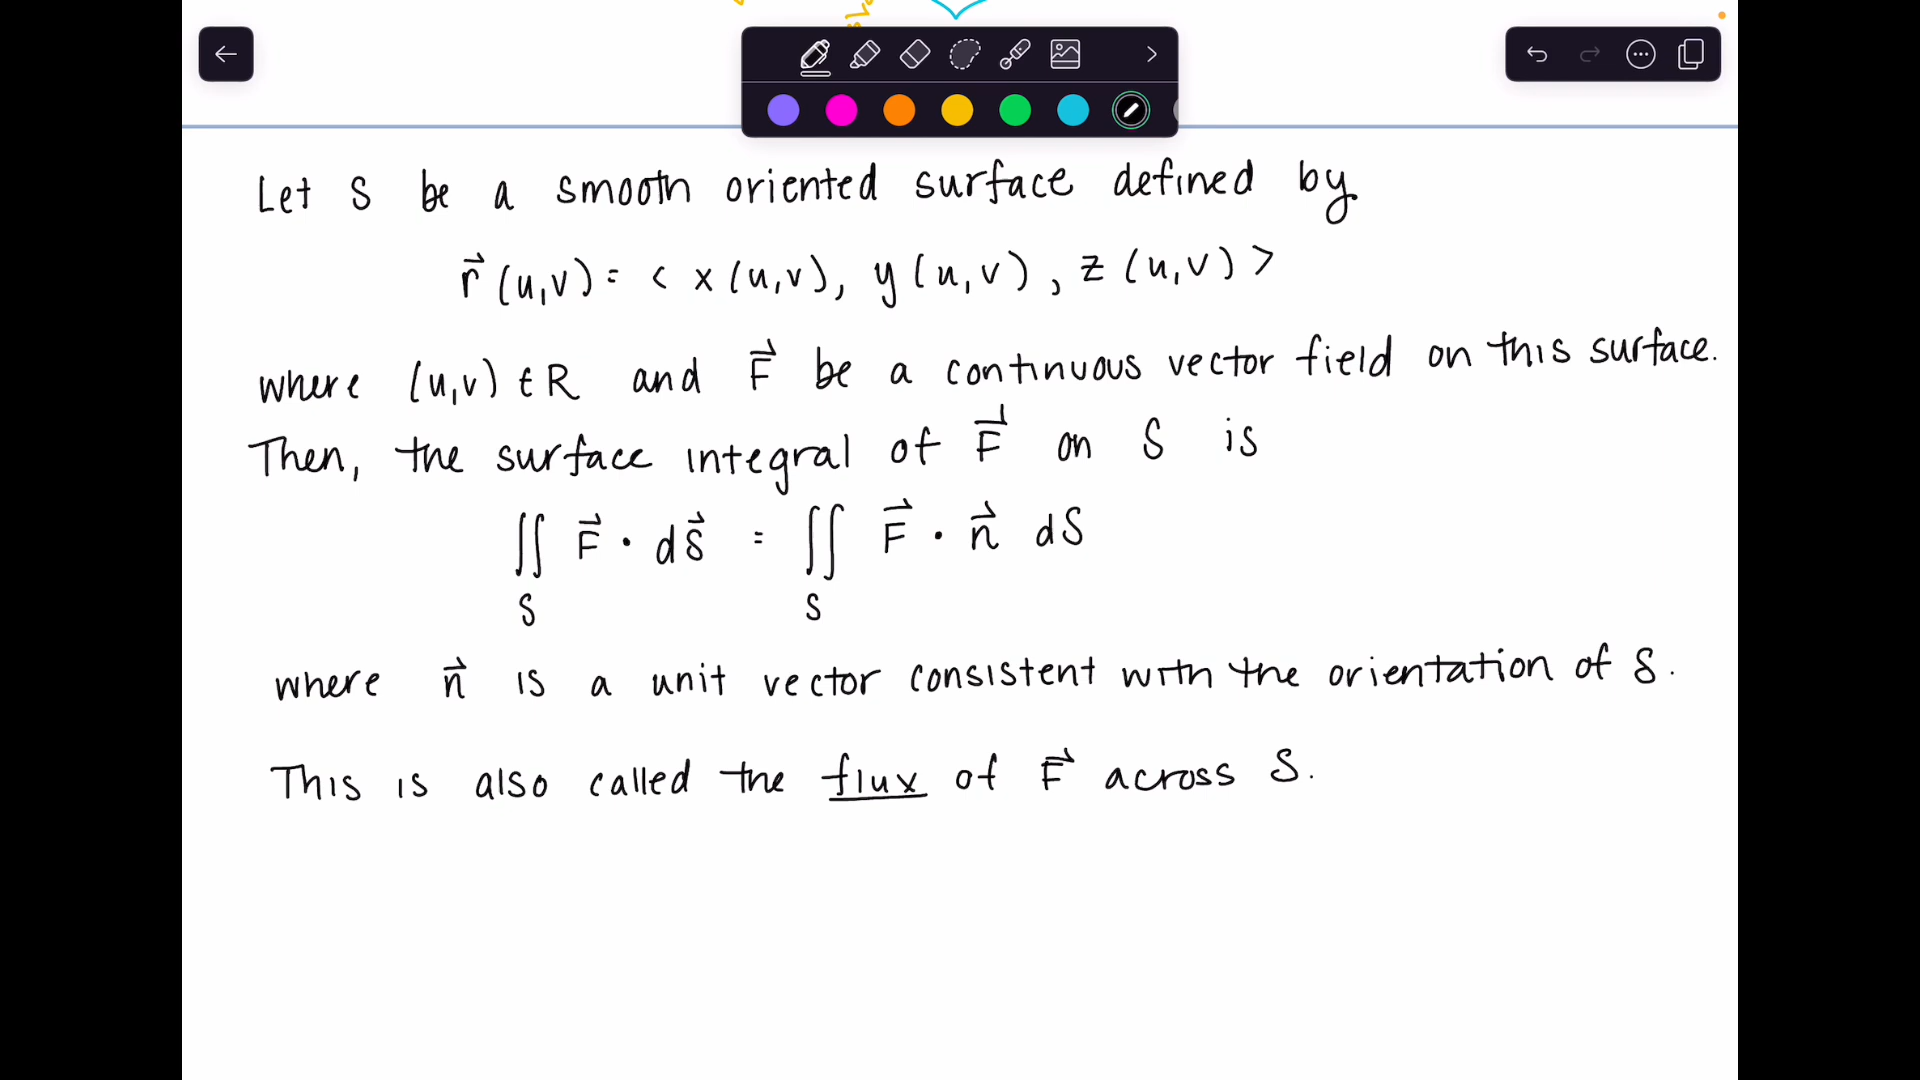 Let S be a smooth oriented surface defined by
r⃗(u,v) = < x(u,v), y(u,v), z(u,v) >
where (u,v) ∈ R and F⃗ be a continuous vector field on this surface.
Then, the surface integral of F⃗ on S is
∬_S F⃗ · dS⃗ = ∬_S F⃗ · n⃗ dS
where n⃗ is a unit vector consistent with the orientation of S.
This is also called the flux of F⃗ across S.